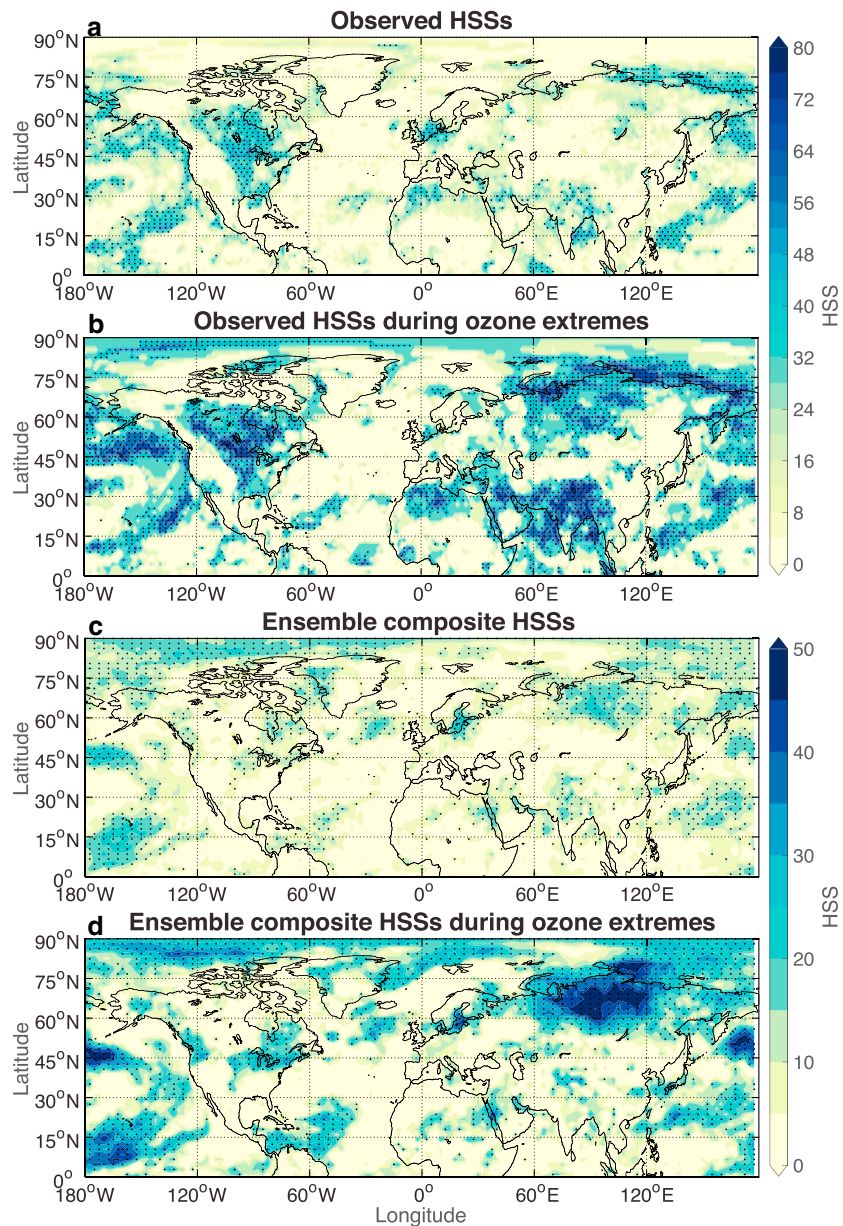 a
Observed HSSs
90°N
75°N
60°N
45°N
30°N
15°N
0°
Latitude
180°W 120°W 60°W 0° 60°E 120°E
b
Observed HSSs during ozone extremes
90°N
75°N
60°N
45°N
30°N
15°N
0°
Latitude
180°W 120°W 60°W 0° 60°E 120°E
80
72
64
56
48
40
32
24
16
8
0
HSS
c
Ensemble composite HSSs
90°N
75°N
60°N
45°N
30°N
15°N
0°
Latitude
180°W 120°W 60°W 0° 60°E 120°E
d
Ensemble composite HSSs during ozone extremes
90°N
75°N
60°N
45°N
30°N
15°N
0°
Latitude
180°W 120°W 60°W 0° 60°E 120°E
Longitude
50
40
30
20
10
0
HSS